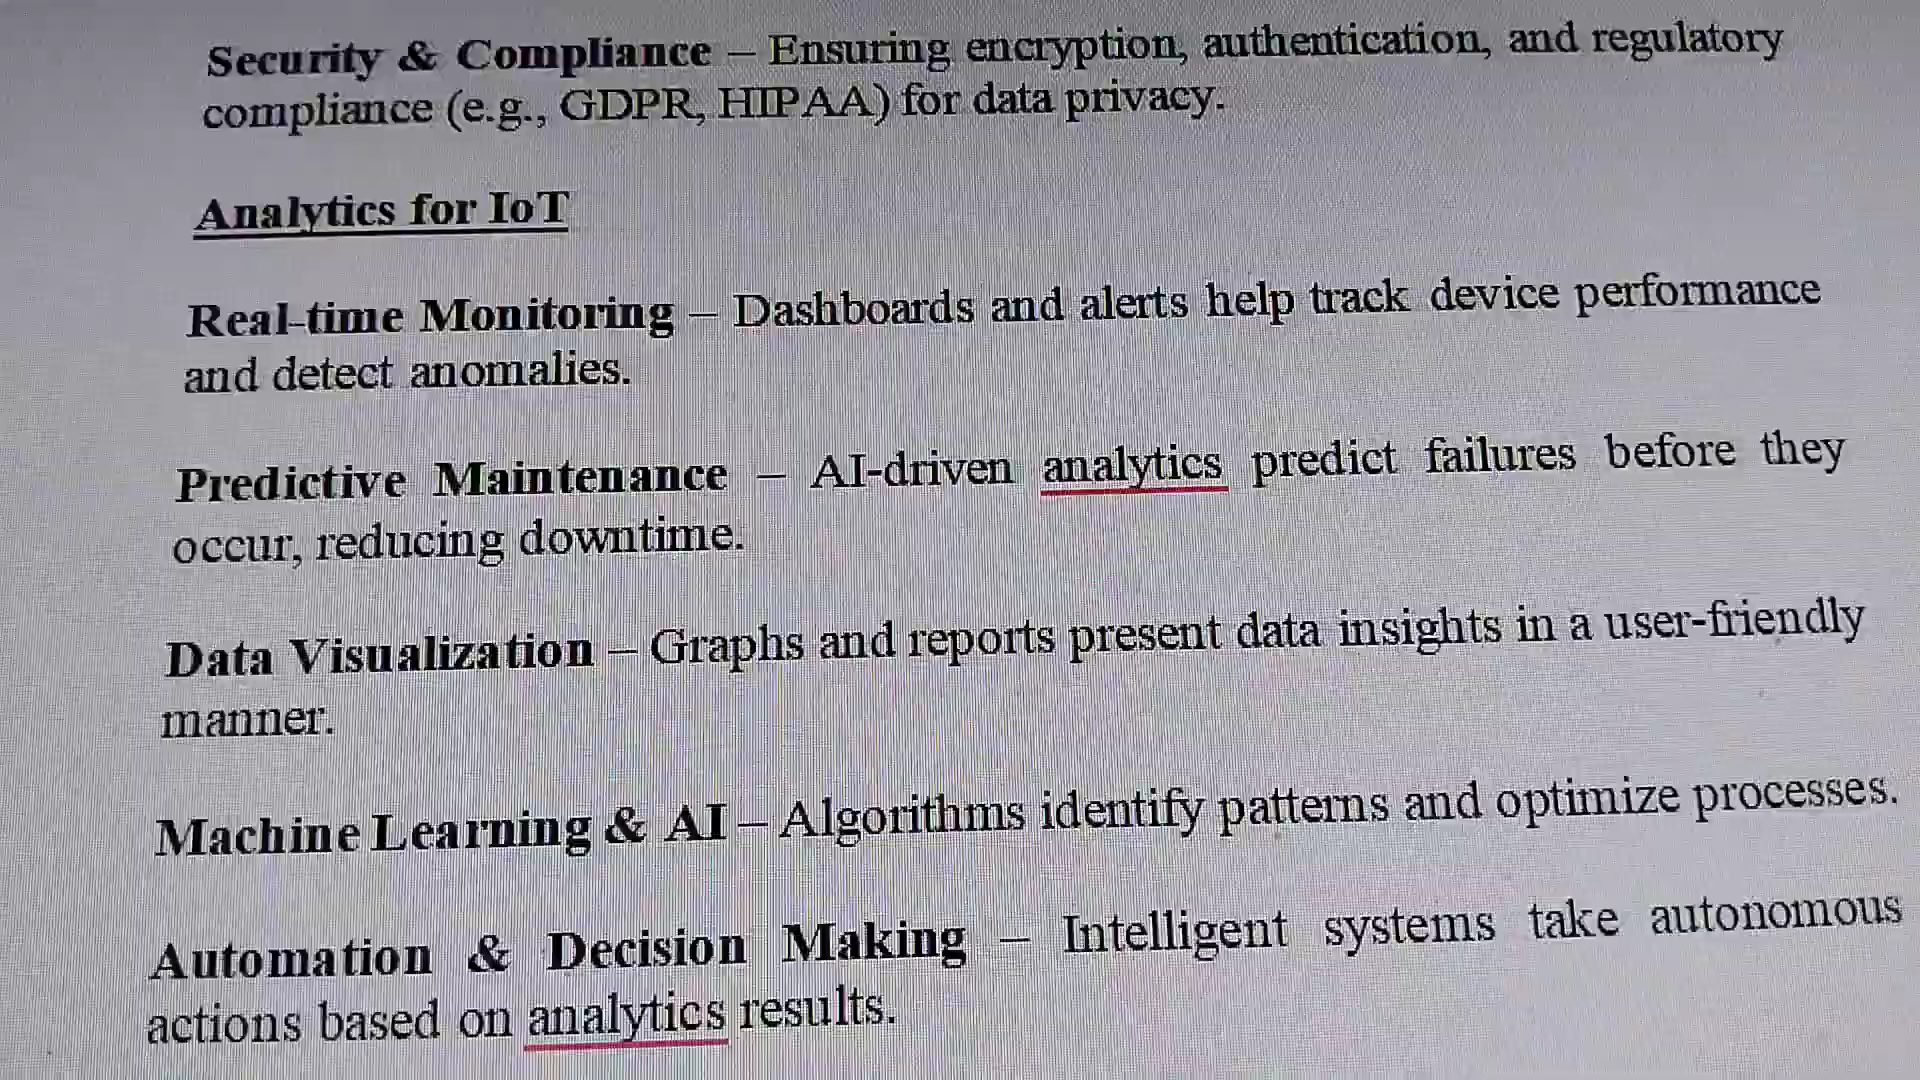 Security & Compliance – Ensuring encryption, authentication, and regulatory
compliance (e.g., GDPR, HIPAA) for data privacy.
Analytics for IoT
Real-time Monitoring – Dashboards and alerts help track device performance
and detect anomalies.
Predictive Maintenance – AI-driven analytics predict failures before they
occur, reducing downtime.
Data Visualization – Graphs and reports present data insights in a user-friendly
manner.
Machine Learning & AI – Algorithms identify patterns and optimize processes.
Automation & Decision Making – Intelligent systems take autonomous
actions based on analytics results.